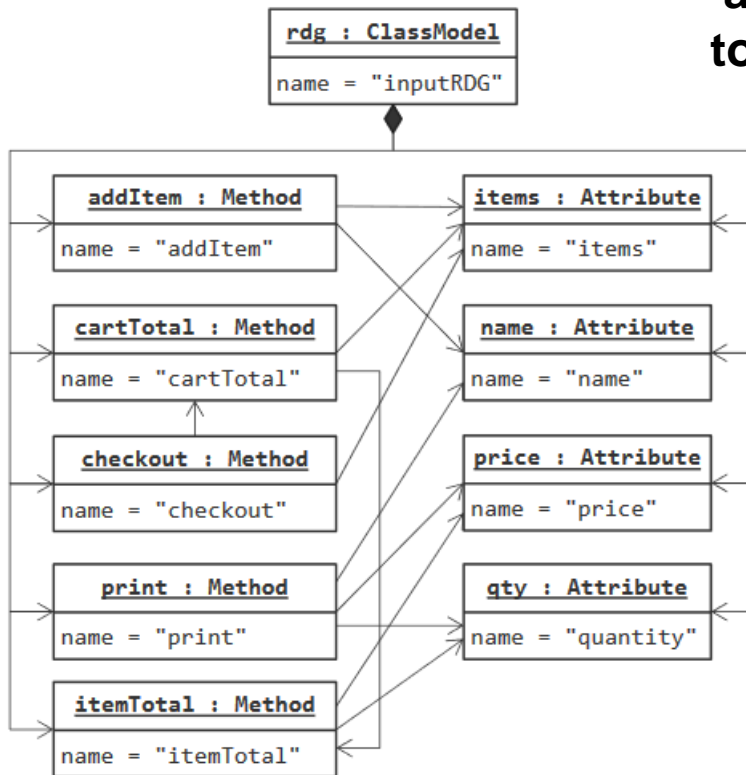 rdg : ClassModel
name = "inputRDG"
to
addItem : Method
name = "addItem"
items : Attribute
name = "items"
cartTotal : Method
name = "cartTotal"
name : Attribute
name = "name"
checkout : Method
name = "checkout"
price : Attribute
name = "price"
print : Method
name = "print"
qty : Attribute
name = "quantity"
itemTotal : Method
name = "itemTotal"